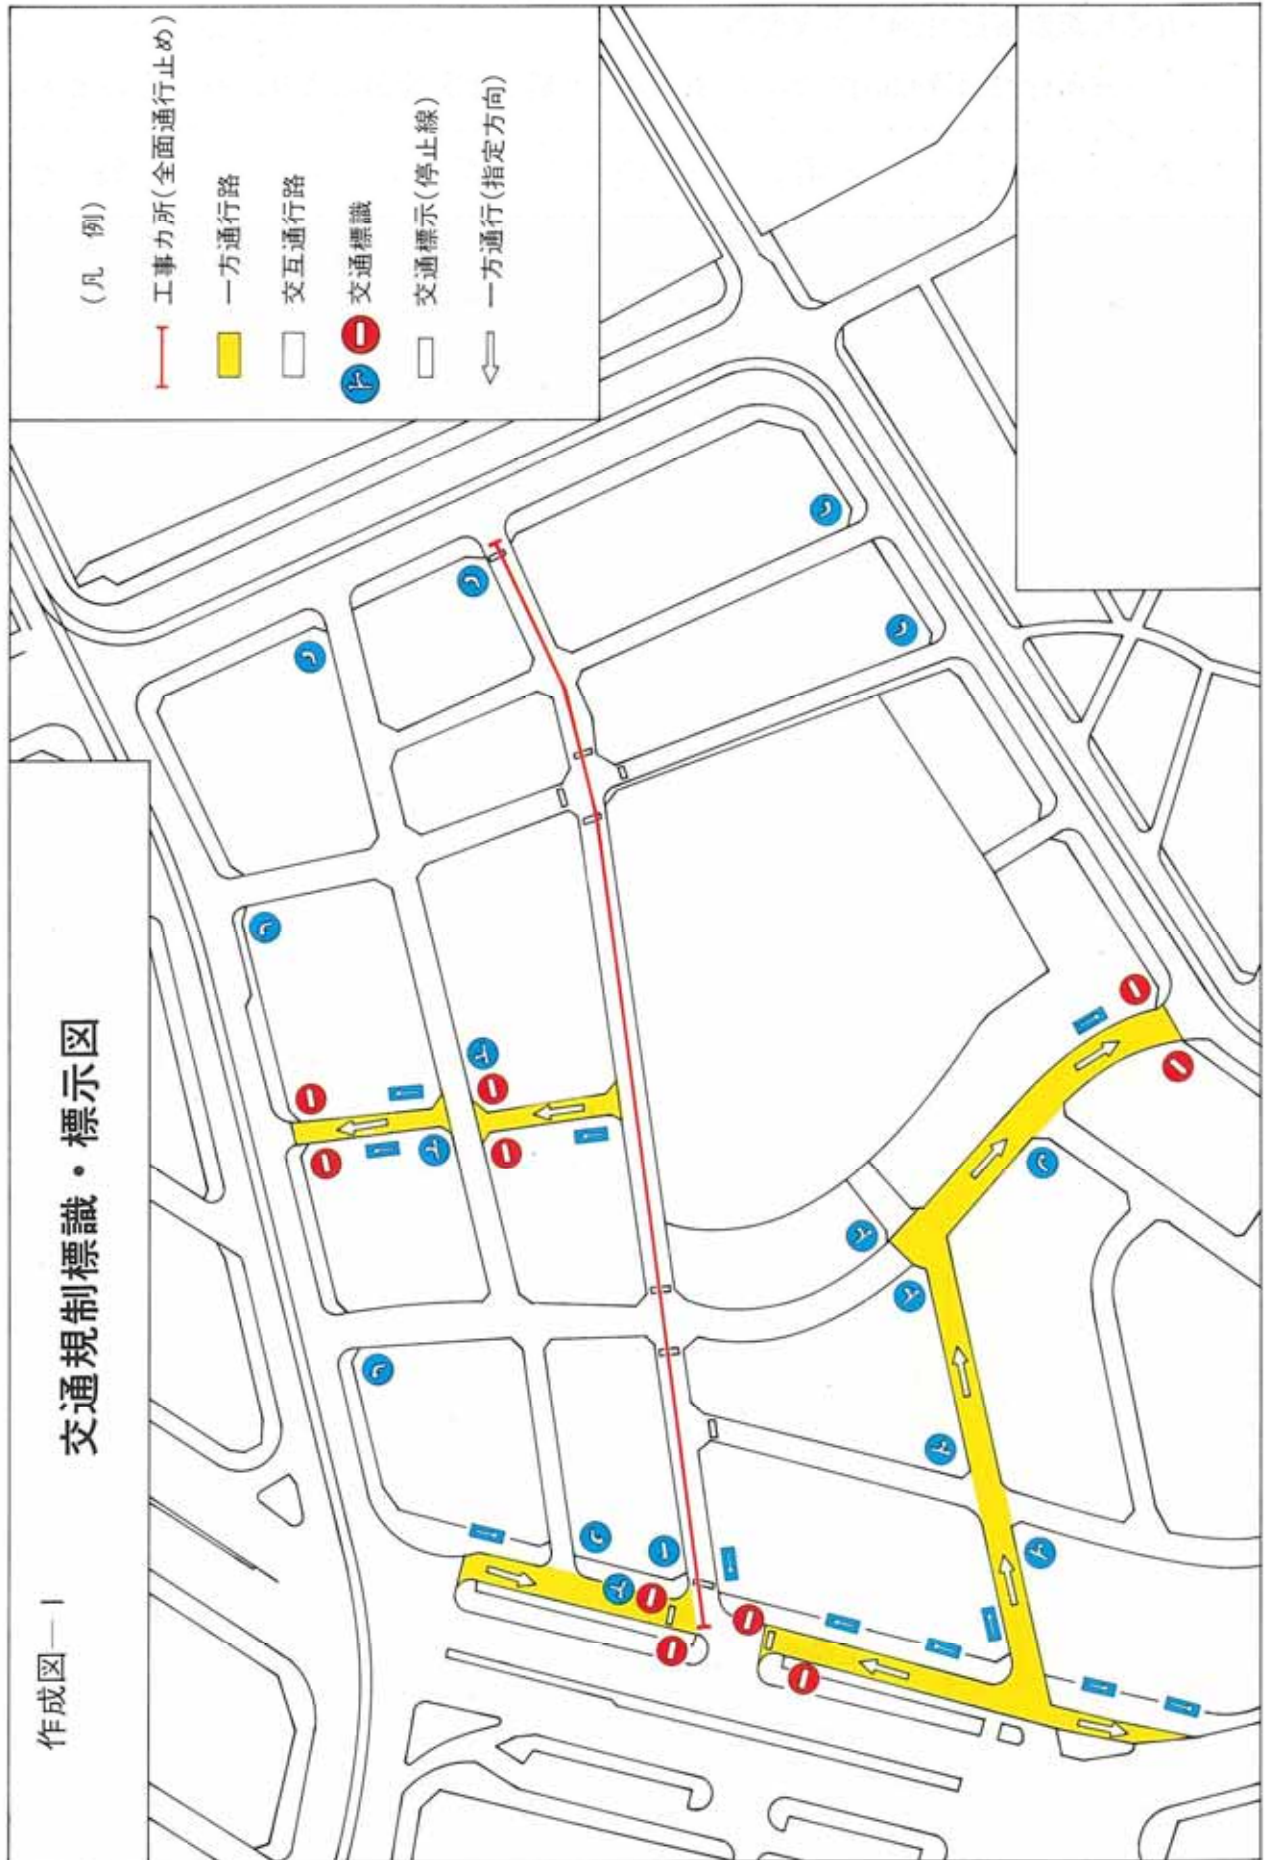 作成図―1
交通規制標識・標示図
(凡 例)
工事カ所(全面通行止め)
一方通行路
交互通行路
交通標識
交通標示(停止線)
一方通行(指定方向)